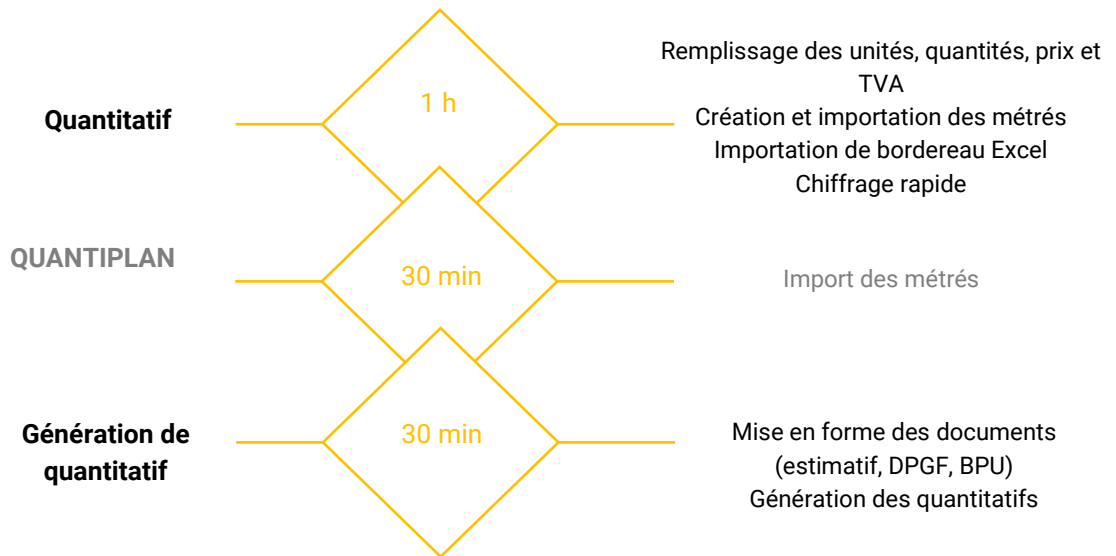 Quantitatif
1 h
Remplissage des unités, quantités, prix et
TVA
Création et importation des métrés
Importation de bordereau Excel
Chiffrage rapide
QUANTIPLAN
30 min
Import des métrés
Génération de
quantitatif
30 min
Mise en forme des documents
(estimatif, DPGF, BPU)
Génération des quantitatifs